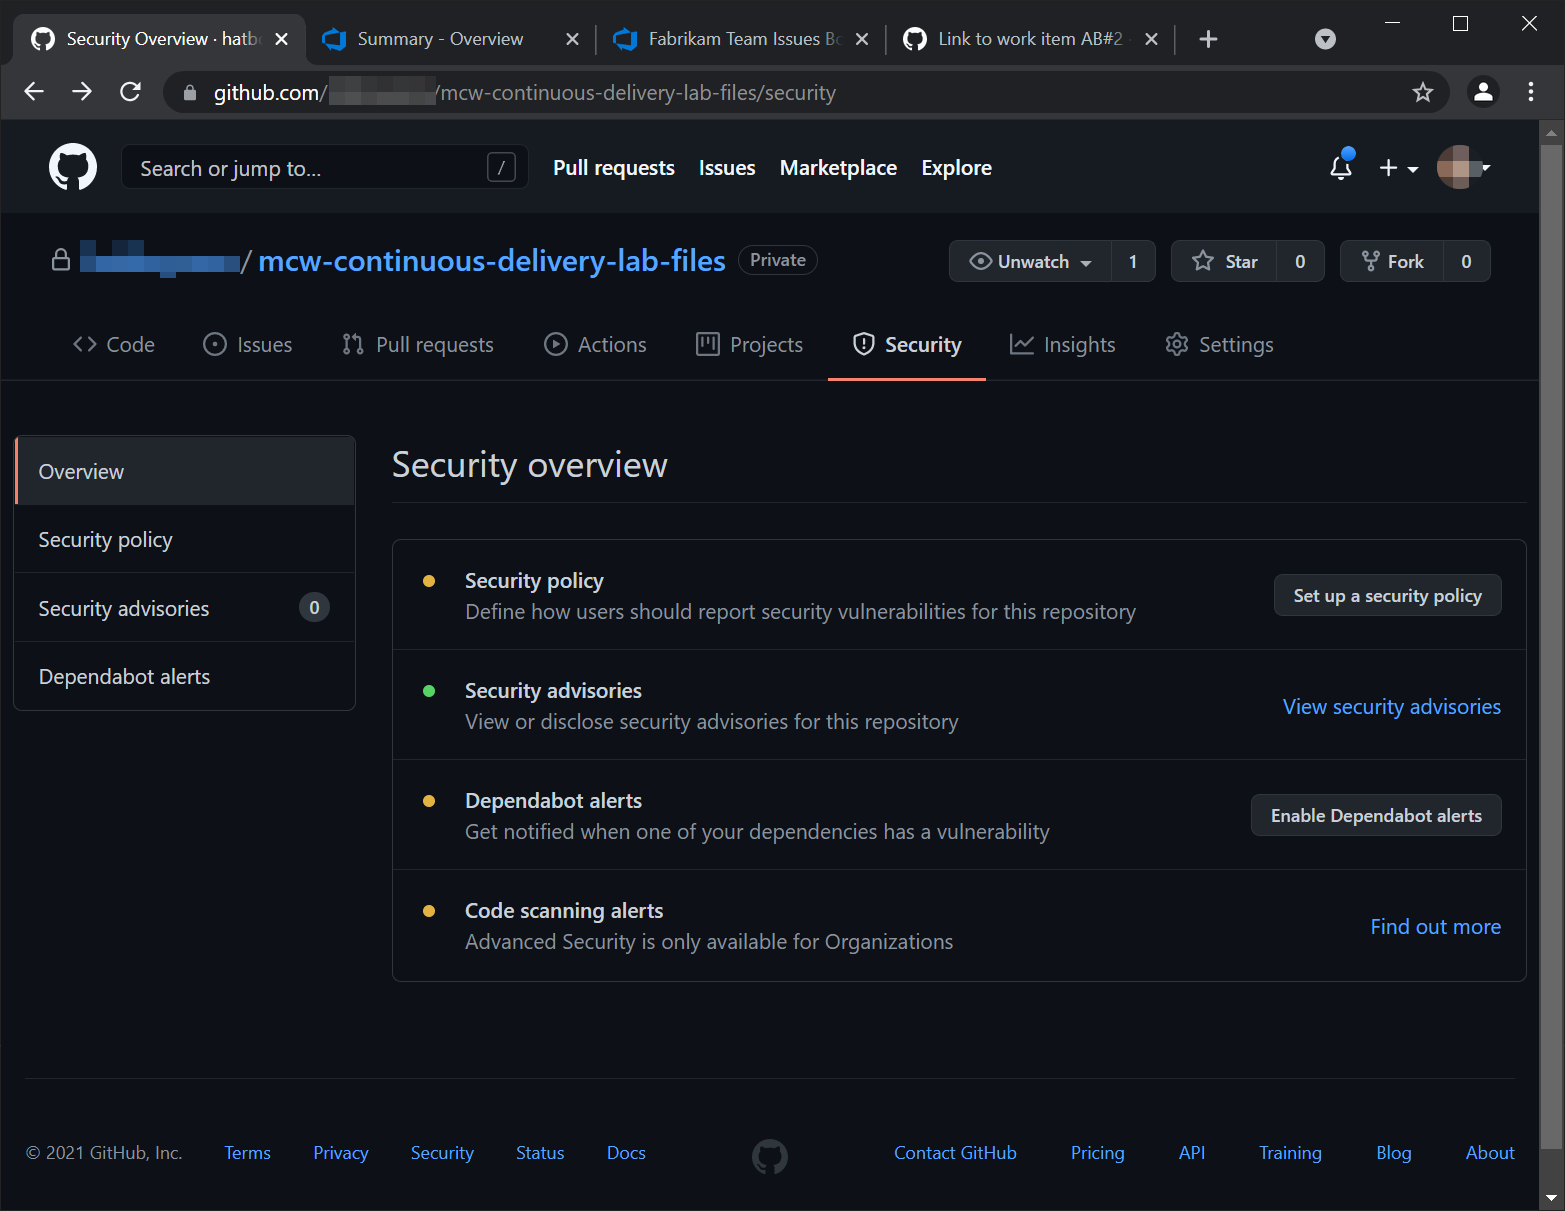 Security Overview · hatb
Summary - Overview
Fabrikam Team Issues Bo
Link to work item AB#2
github.com/ /mcw-continuous-delivery-lab-files/security
Search or jump to... /
Pull requests
Issues
Marketplace
Explore
/ mcw-continuous-delivery-lab-files Private
Unwatch 1
Star 0
Fork 0
Code
Issues
Pull requests
Actions
Projects
Security
Insights
Settings
Overview
Security policy
Security advisories 0
Dependabot alerts
Security overview
Security policy
Define how users should report security vulnerabilities for this repository
Set up a security policy
Security advisories
View or disclose security advisories for this repository
View security advisories
Dependabot alerts
Get notified when one of your dependencies has a vulnerability
Enable Dependabot alerts
Code scanning alerts
Advanced Security is only available for Organizations
Find out more
© 2021 GitHub, Inc.
Terms
Privacy
Security
Status
Docs
Contact GitHub
Pricing
API
Training
Blog
About